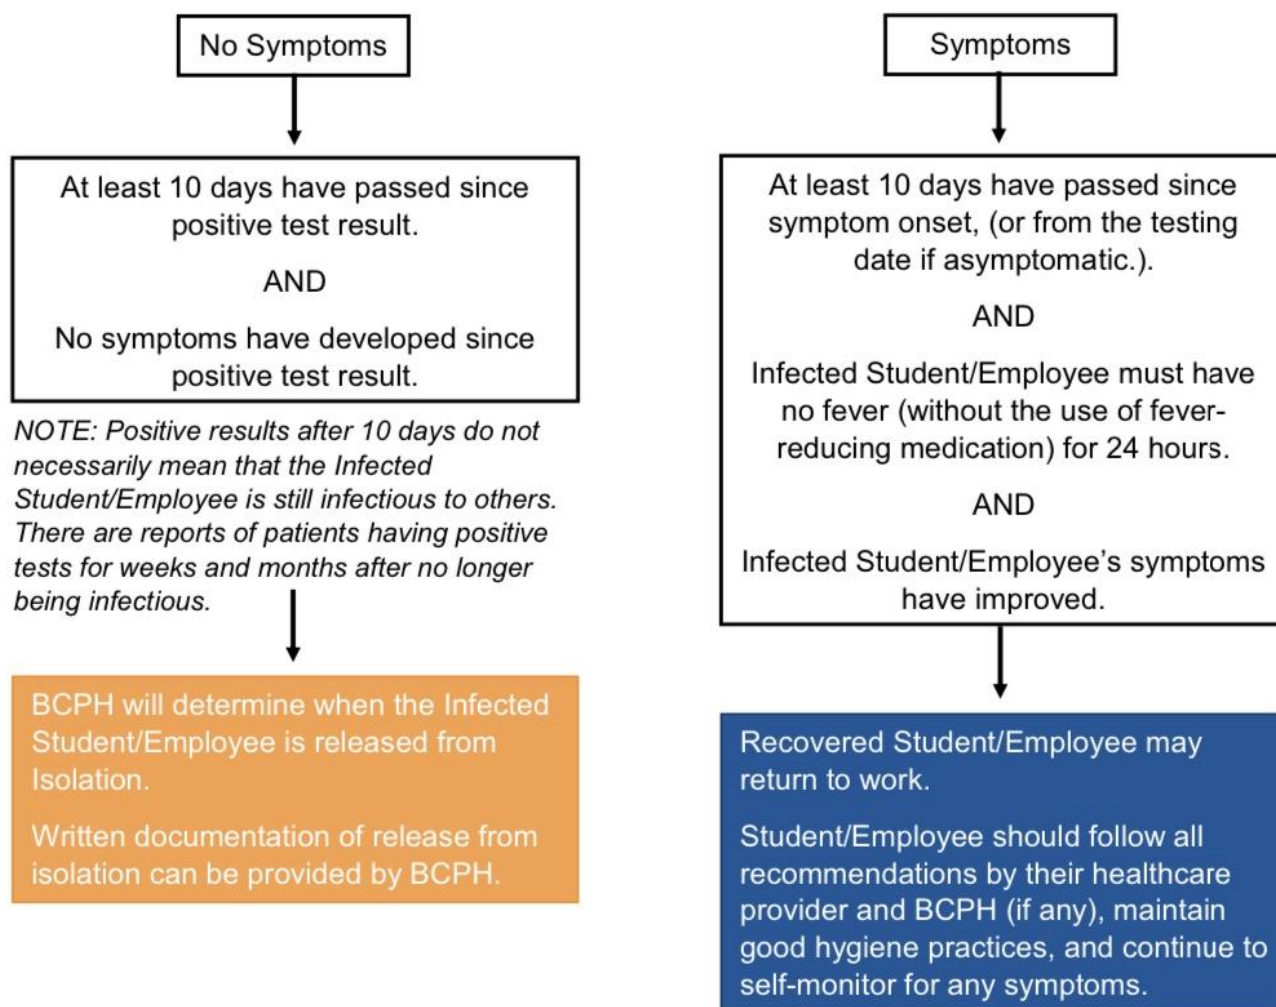 No Symptoms
At least 10 days have passed since
positive test result.
AND
No symptoms have developed since
positive test result.
NOTE: Positive results after 10 days do not
necessarily mean that the Infected
Student/Employee is still infectious to others.
There are reports of patients having positive
tests for weeks and months after no longer
being infectious.
BCPH will determine when the Infected
Student/Employee is released from
Isolation.
Written documentation of release from
isolation can be provided by BCPH.
Symptoms
At least 10 days have passed since
symptom onset, (or from the testing
date if asymptomatic.).
AND
Infected Student/Employee must have
no fever (without the use of fever-
reducing medication) for 24 hours.
AND
Infected Student/Employee’s symptoms
have improved.
Recovered Student/Employee may
return to work.
Student/Employee should follow all
recommendations by their healthcare
provider and BCPH (if any), maintain
good hygiene practices, and continue to
self-monitor for any symptoms.